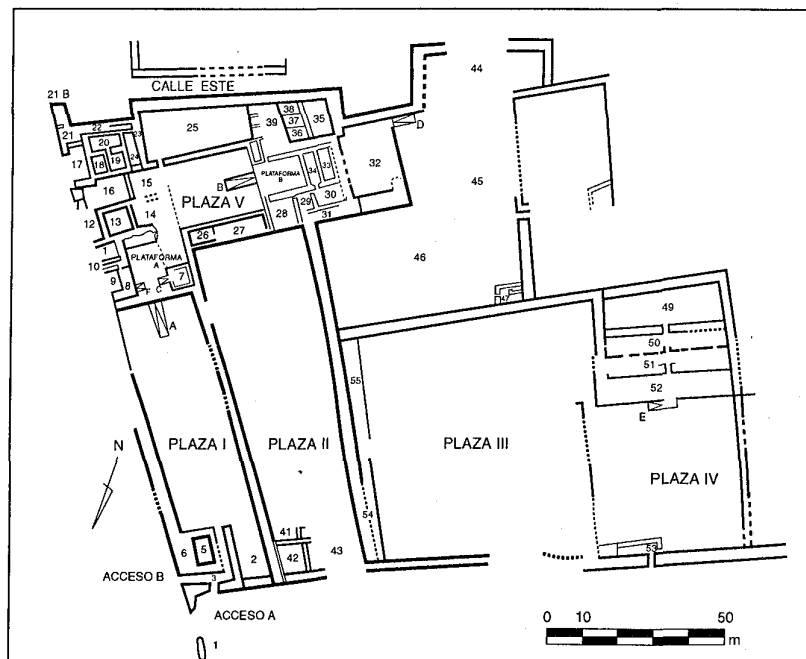 44
CALLE ESTE
21 B
38
37
36
35
39
21
22
23
25
20
18
19
24
17
D
32
34
33
PLATAFORMA B
16
15
B
45
PLAZA V
30
29
28
31
12
13
14
27
26
46
1
PLATAFORMA A
10
9
8
F
C
7
47
A
49
50
51
52
E
55
N
PLAZA I
PLAZA II
PLAZA III
PLAZA IV
54
41
42
43
53
6
5
2
3
ACCESO B
ACCESO A
1
0 10 50
m